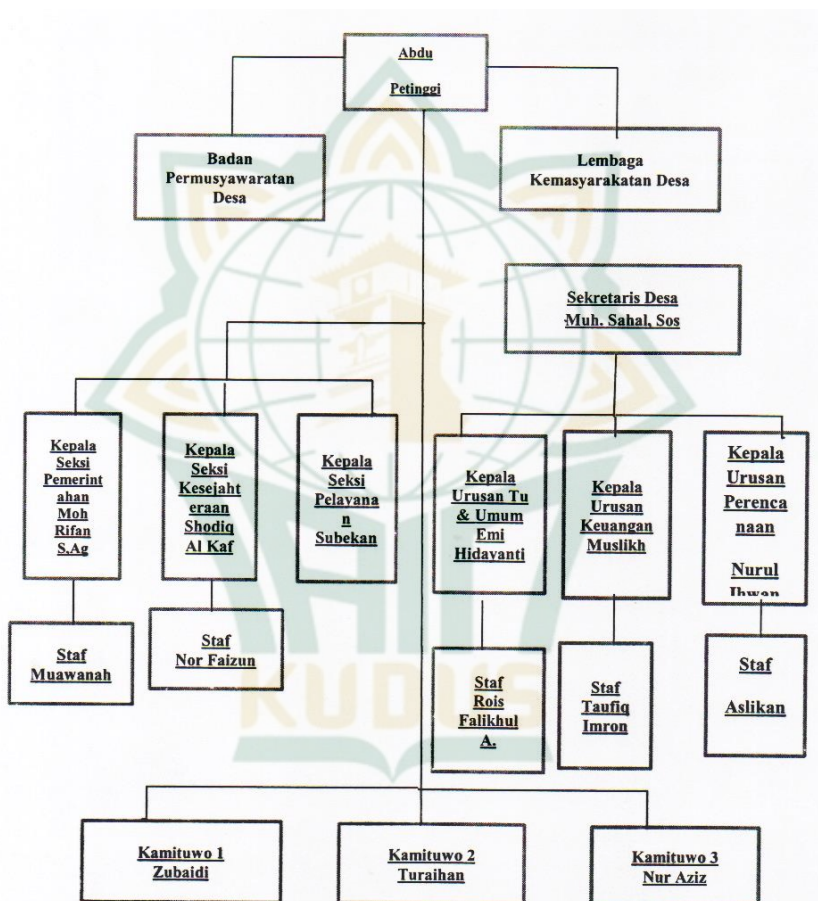 Abdu
Petinggi
Badan
Permusyawaratan
Desa
Lembaga
Kemasyarakatan Desa
Sekretaris Desa
Muh. Sahal, Sos
Kepala
Seksi
Pemerint
ahan
Moh
Rifan
S,Ag
Kepala
Seksi
Kesejaht
eraan
Shodiq
Al Kaf
Kepala
Seksi
Pelayana
n
Subekan
Kepala
Urusan Tu
& Umum
Emi
Hidayanti
Kepala
Urusan
Keuangan
Muslikh
Kepala
Urusan
Perenca
naan
Nurul
Ihwan
Staf
Muawanah
Staf
Nor Faizun
Staf
Rois
Falikhul
A.
Staf
Taufiq
Imron
Staf
Aslikan
KUDUS
Kamituwo 1
Zubaidi
Kamituwo 2
Turaihan
Kamituwo 3
Nur Aziz